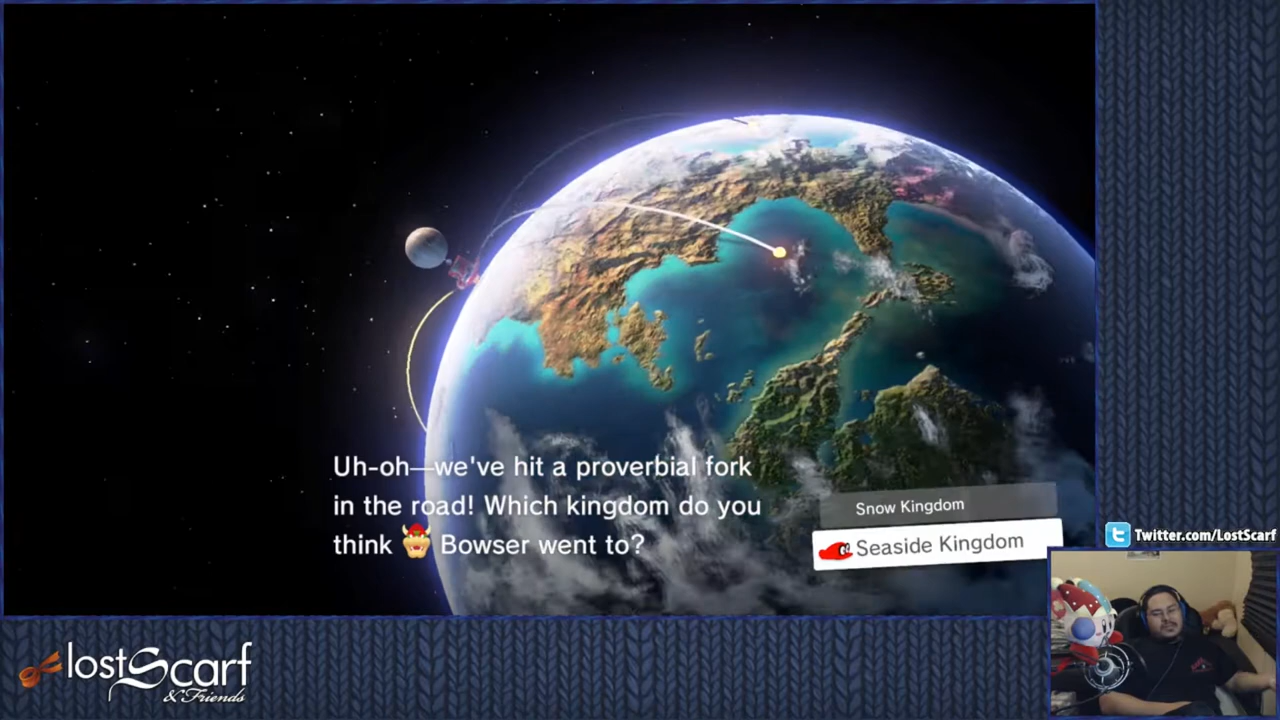 Uh-oh—we've hit a proverbial fork
in the road! Which kingdom do you
think Bowser went to?
Snow Kingdom
Seaside Kingdom
Twitter.com/LostScarf
lostScarf
& Friends